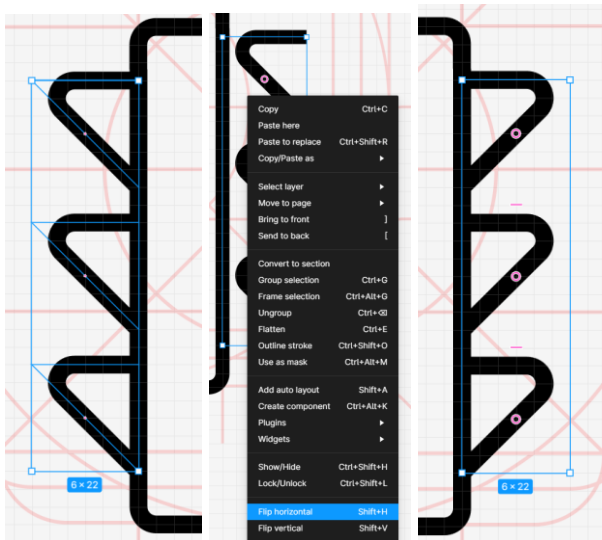 6 × 22
Copy Ctrl+C
Paste here
Paste to replace Ctrl+Shift+R
Copy/Paste as
Select layer
Move to page
Bring to front ]
Send to back [
Convert to section
Group selection Ctrl+G
Frame selection Ctrl+Alt+G
Ungroup Ctrl+⌫
Flatten Ctrl+E
Outline stroke Ctrl+Shift+O
Use as mask Ctrl+Alt+M
Add auto layout Shift+A
Create component Ctrl+Alt+K
Plugins
Widgets
Show/Hide Ctrl+Shift+H
Lock/Unlock Ctrl+Shift+L
Flip horizontal Shift+H
Flip vertical Shift+V
6 × 22